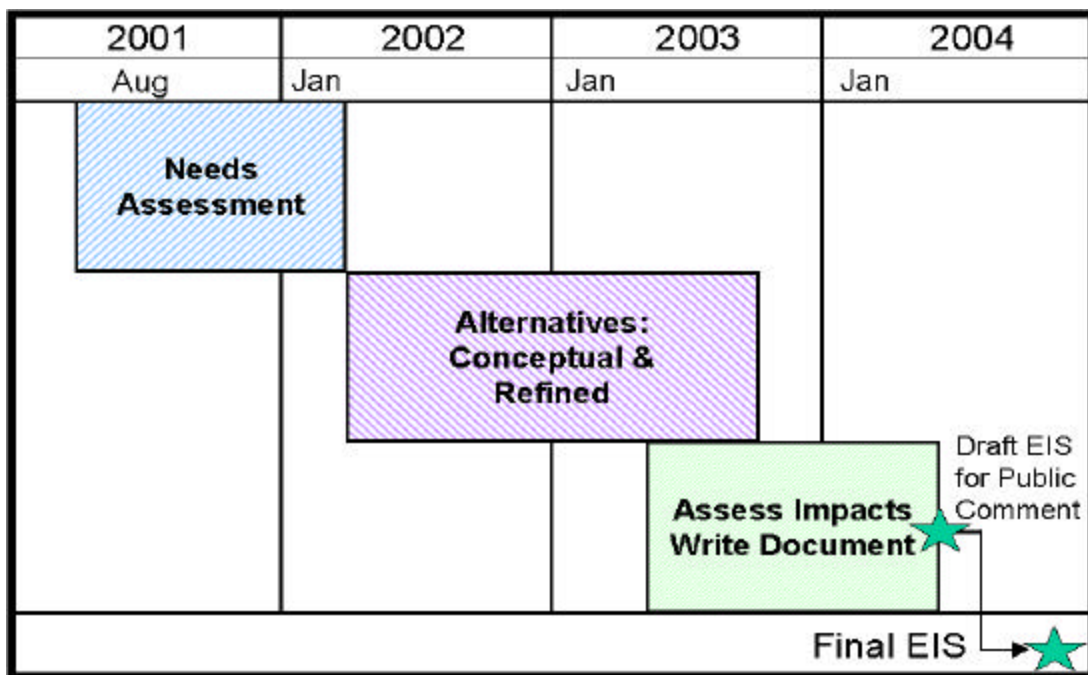 2001 2002 2003 2004
Aug Jan Jan Jan
Needs
Assessment
Alternatives:
Conceptual &
Refined
Draft EIS
for Public
Comment
Assess Impacts
Write Document
Final EIS